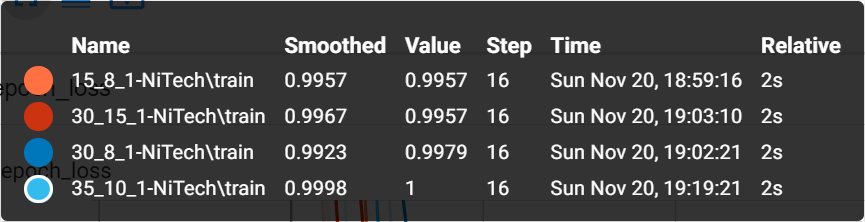 Name Smoothed Value Step Time Relative
15_8_1-NiTech\train 0.9957 0.9957 16 Sun Nov 20, 18:59:16 2s
epoch_loss
30_15_1-NiTech\train 0.9967 0.9957 16 Sun Nov 20, 19:03:10 2s
30_8_1-NiTech\train 0.9923 0.9979 16 Sun Nov 20, 19:02:21 2s
epoch_loss
35_10_1-NiTech\train 0.9998 1 16 Sun Nov 20, 19:19:21 2s